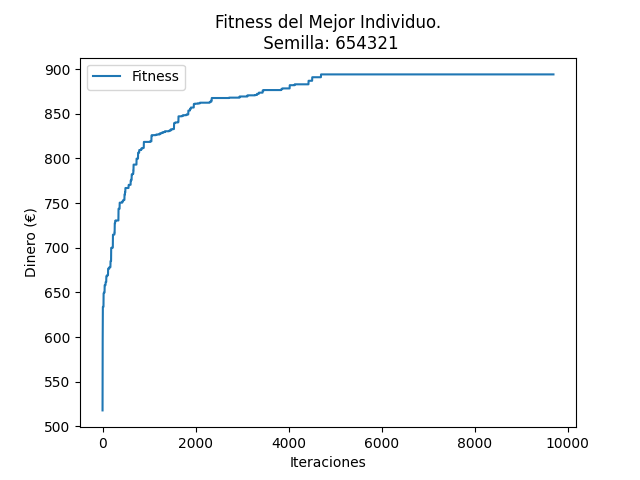 Fitness del Mejor Individuo.
Semilla: 654321
Fitness
Dinero (€)
900
850
800
750
700
650
600
550
500
0 2000 4000 6000 8000 10000
Iteraciones